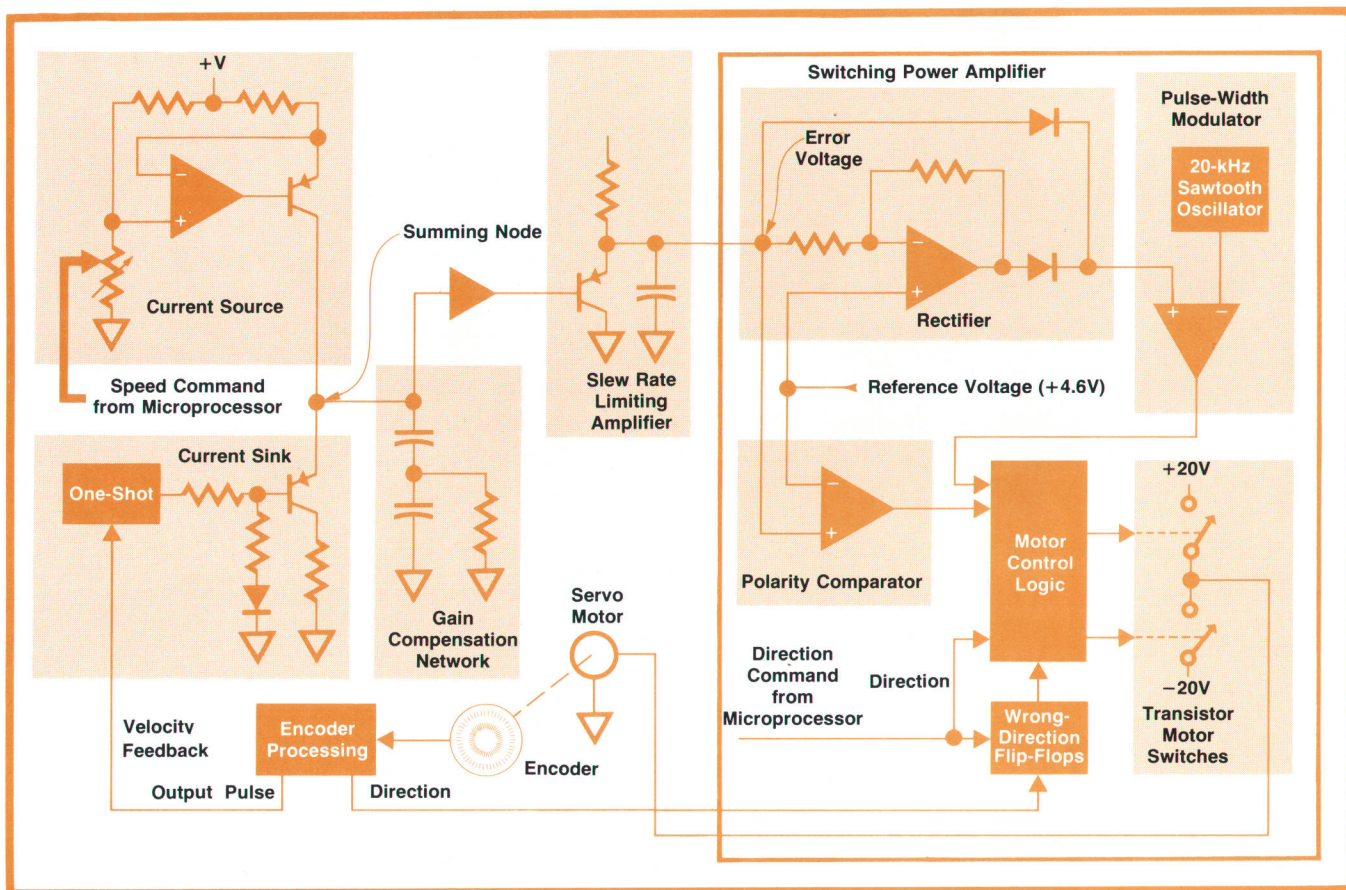 +V
−
+
Current Source
Speed Command
from Microprocessor
Summing Node
Current Sink
One-Shot
Gain
Compensation
Network
Slew Rate
Limiting
Amplifier
Switching Power Amplifier
Error
Voltage
−
+
Rectifier
Reference Voltage (+4.6V)
Pulse-Width
Modulator
20-kHz
Sawtooth
Oscillator
+
−
−
+
Polarity Comparator
Motor
Control
Logic
+20V
−20V
Transistor
Motor
Switches
Direction
Command
from
Microprocessor
Direction
Wrong-
Direction
Flip-Flops
Servo
Motor
Encoder
Encoder
Processing
Velocity
Feedback
Output Pulse
Direction